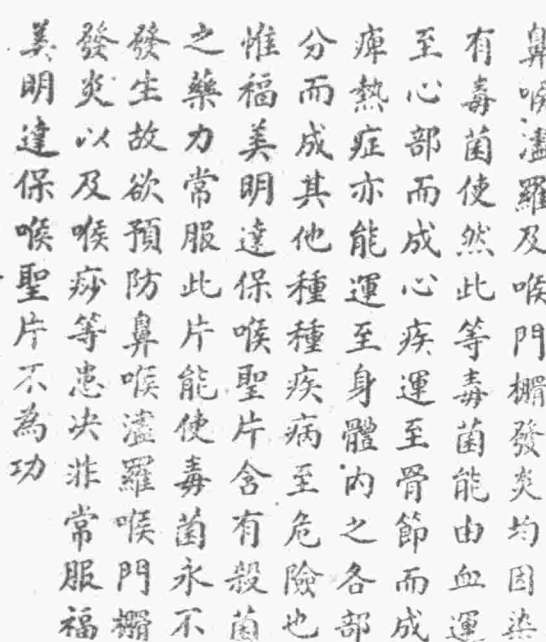 鼻喉瀘羅及喉門榍發炎均因染
有毒菌使然此等毒菌能由血運
至心部而成心疾運至骨節而成
痺熱症亦能運至身體內之各部
分而成其他種種疾病至危險也
惟福美明達保喉聖片含有殺菌
之藥力常服此片能使毒菌永不
發生故欲預防鼻喉瀘羅喉門榍
發炎以及喉痧等患决非常服福
美明達保喉聖片不為功